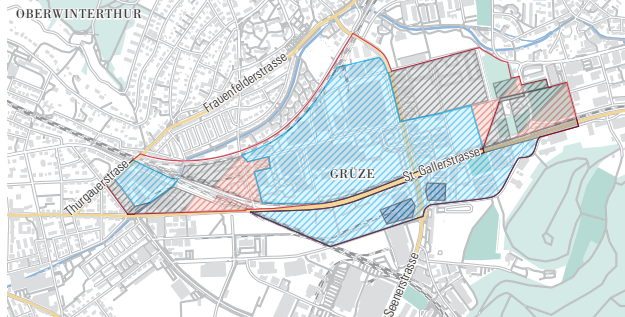 OBERWINTERTHUR
Frauenfelderstrasse
Thurgauerstrasse
GRÜZE
St-Gallerstrasse
Seenerstrasse